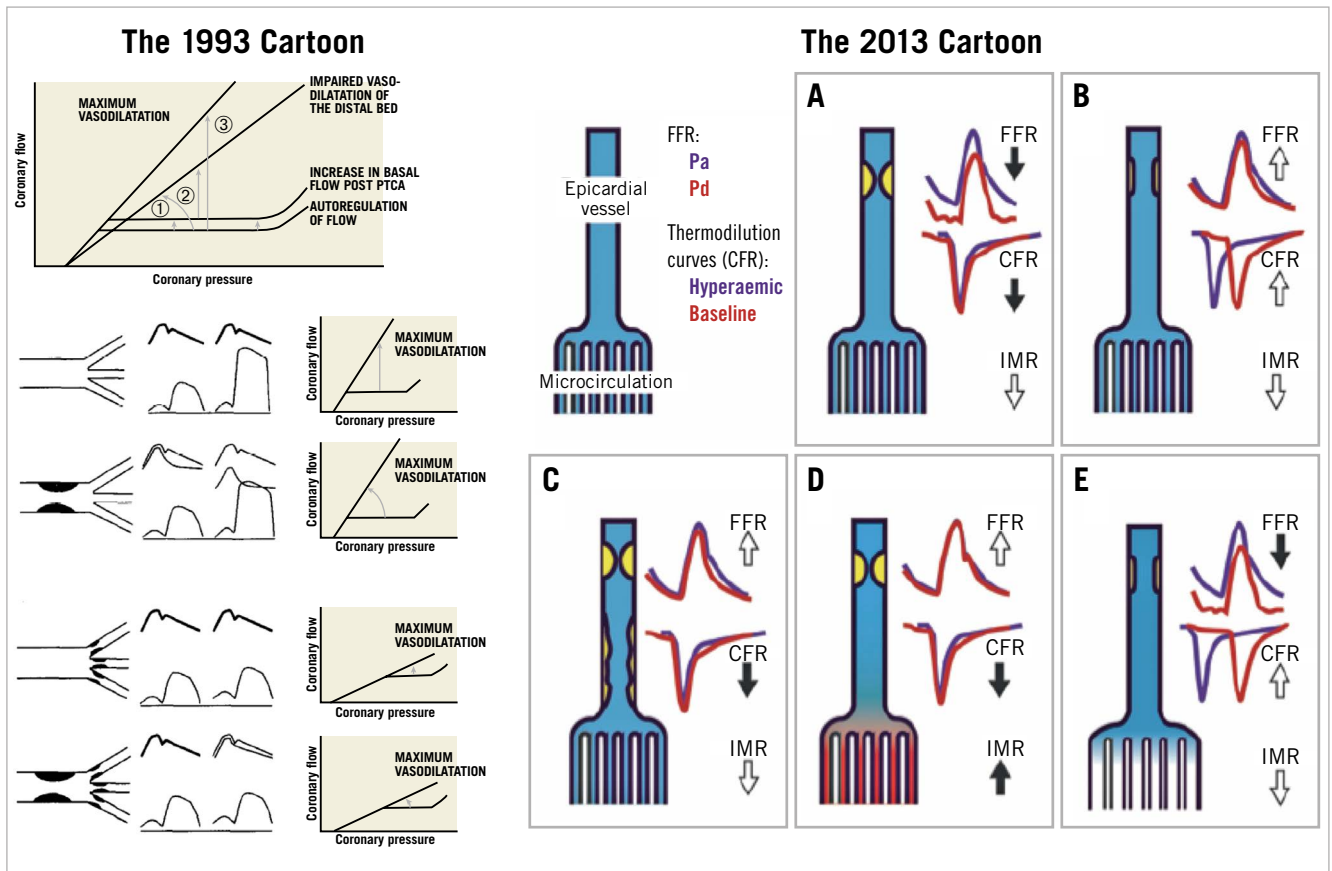 The 1993 Cartoon
MAXIMUM
VASODILATATION
IMPAIRED VASO-
DILATATION OF
THE DISTAL BED
INCREASE IN BASAL
FLOW POST PTCA
AUTOREGULATION
OF FLOW
①
②
③
Coronary flow
Coronary pressure
Coronary flow
MAXIMUM
VASODILATATION
Coronary pressure
Coronary flow
MAXIMUM
VASODILATATION
Coronary pressure
Coronary flow
MAXIMUM
VASODILATATION
Coronary pressure
Coronary flow
MAXIMUM
VASODILATATION
Coronary pressure
The 2013 Cartoon
Epicardial
vessel
Microcirculation
FFR:
Pa
Pd
Thermodilution
curves (CFR):
Hyperaemic
Baseline
A
FFR
CFR
IMR
B
FFR
CFR
IMR
C
FFR
CFR
IMR
D
FFR
CFR
IMR
E
FFR
CFR
IMR